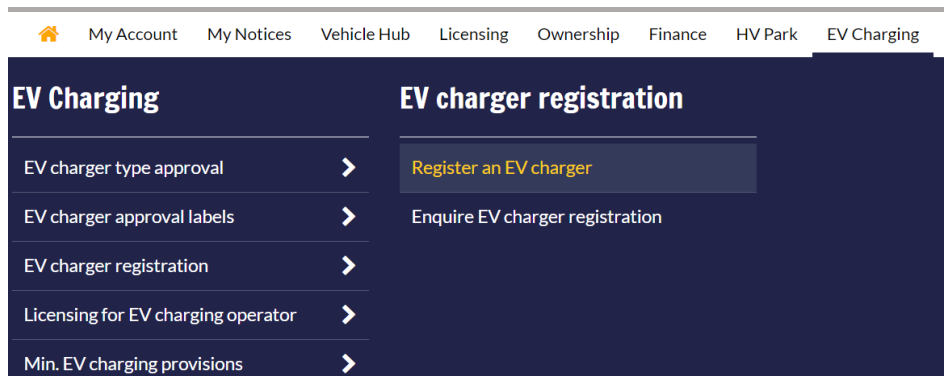 My Account My Notices Vehicle Hub Licensing Ownership Finance HV Park EV Charging
EV Charging
EV charger type approval
EV charger approval labels
EV charger registration
Licensing for EV charging operator
Min. EV charging provisions
EV charger registration
Register an EV charger
Enquire EV charger registration